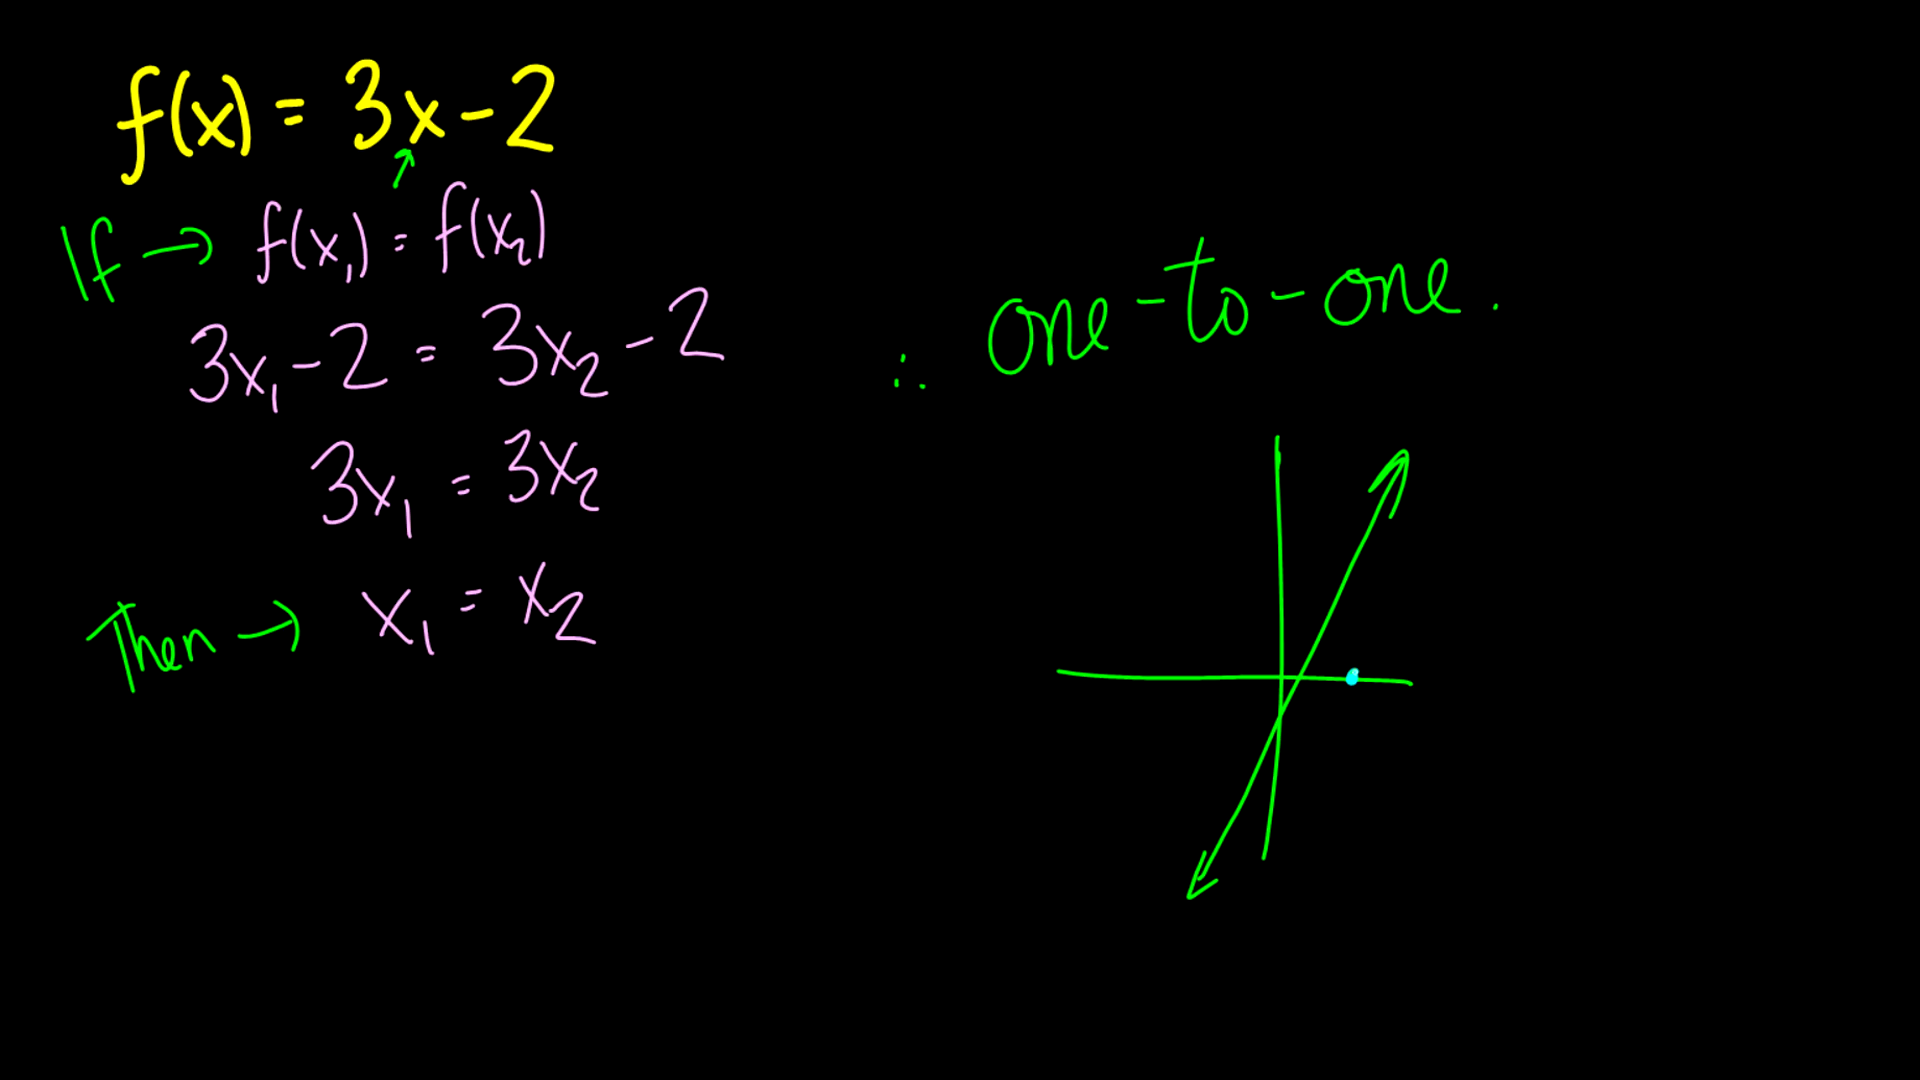 f(x) = 3x - 2
If → f(x₁) = f(x₂)
3x₁ - 2 = 3x₂ - 2
3x₁ = 3x₂
Then → x₁ = x₂
∴ one-to-one.